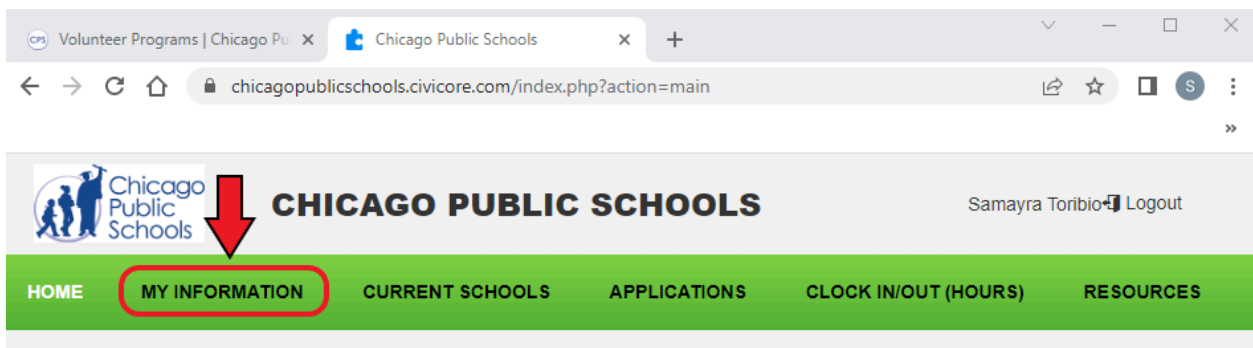 CPS Volunteer Programs | Chicago Pu
Chicago Public Schools
chicagopublicschools.civicore.com/index.php?action=main
S
Chicago
Public
Schools
CHICAGO PUBLIC SCHOOLS
Samayra Toribio Logout
HOME MY INFORMATION CURRENT SCHOOLS APPLICATIONS CLOCK IN/OUT (HOURS) RESOURCES